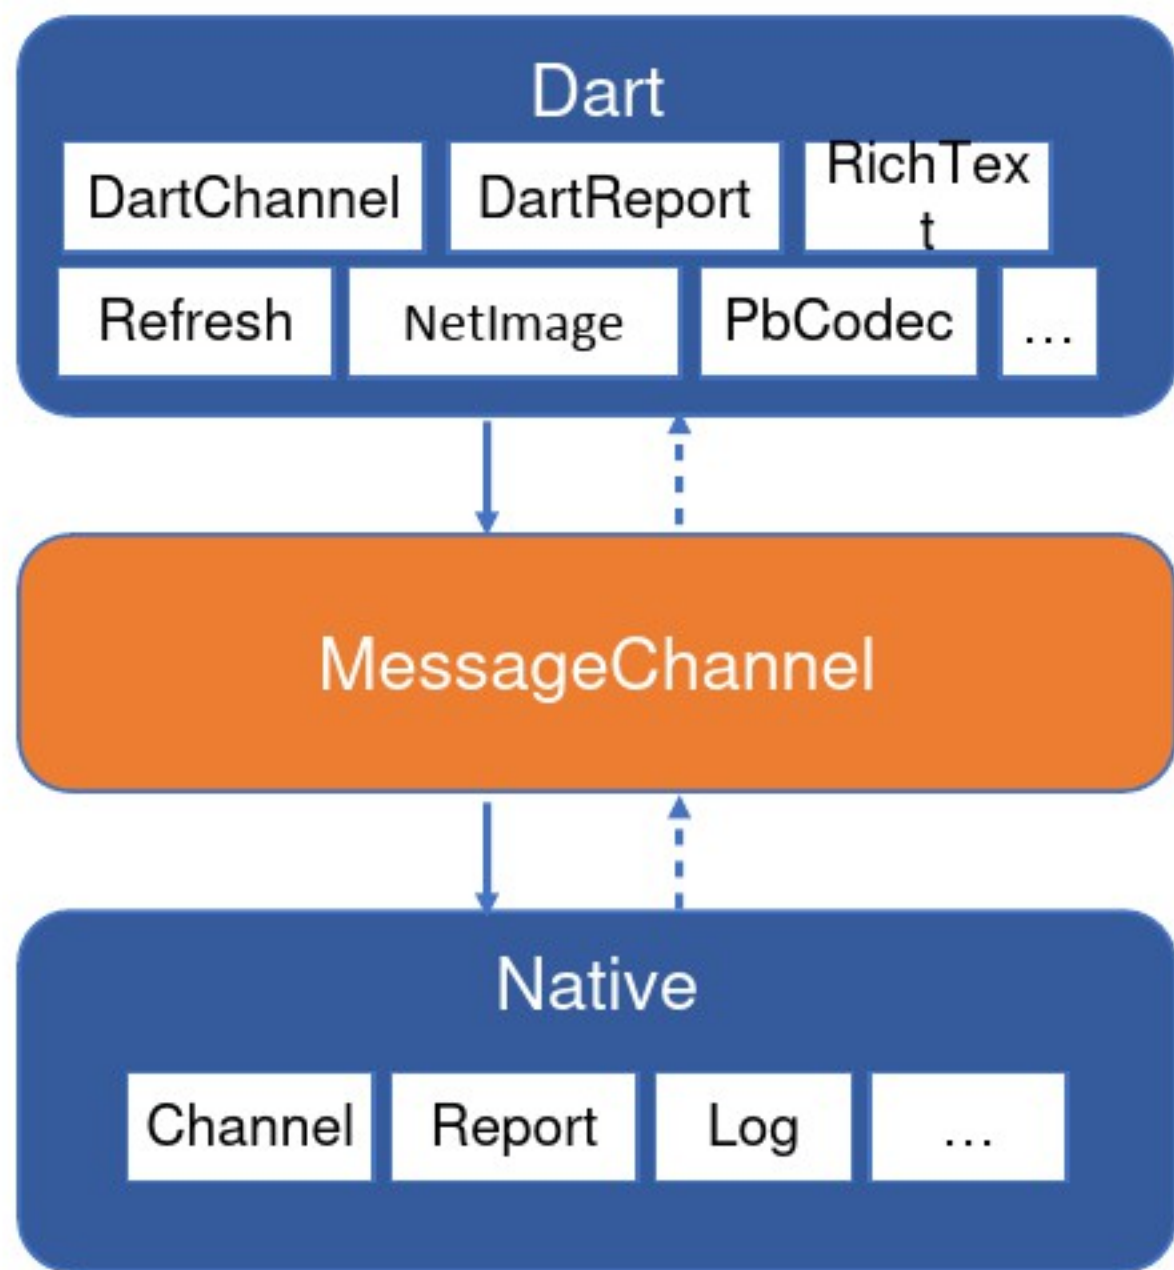 Dart
DartChannel
DartReport
RichTex
t
Refresh
NetImage
PbCodec
...
MessageChannel
Native
Channel
Report
Log
...